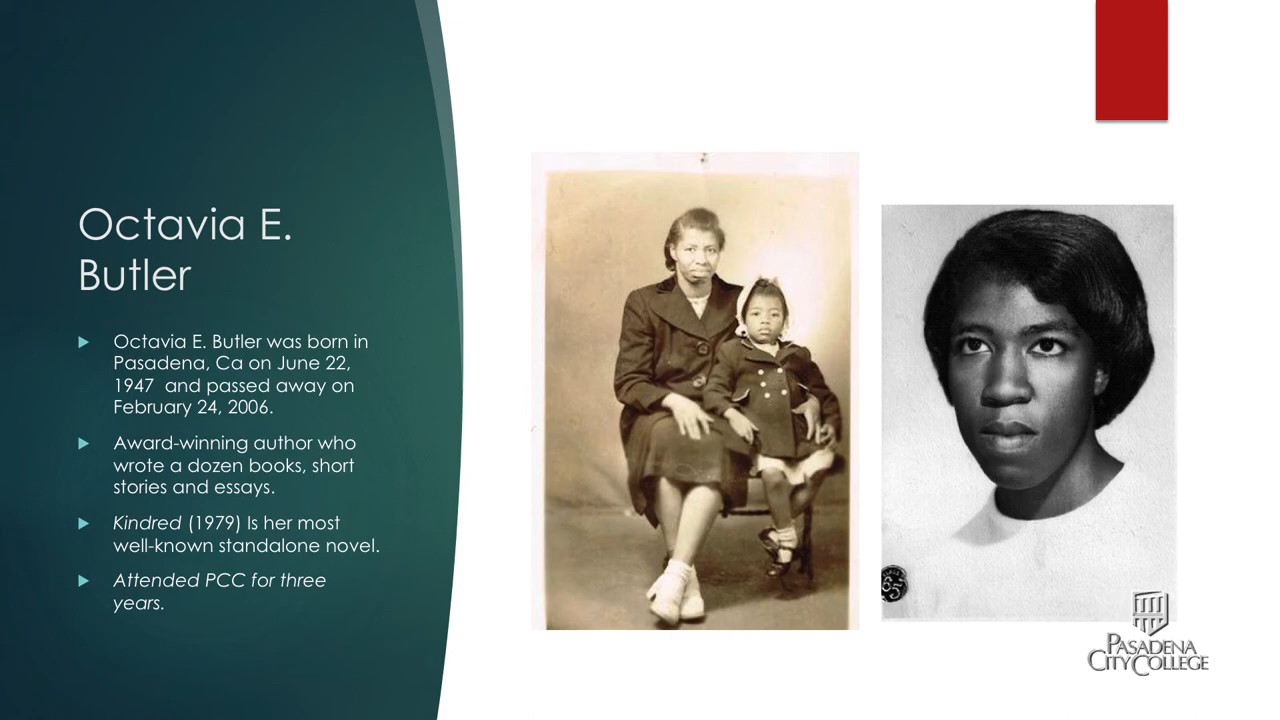 Octavia E.
Butler
Octavia E. Butler was born in
Pasadena, Ca on June 22,
1947  and passed away on
February 24, 2006.
Award-winning author who
wrote a dozen books, short
stories and essays.
Kindred (1979) Is her most
well-known standalone novel.
Attended PCC for three
years.
65
PASADENA
CITY COLLEGE